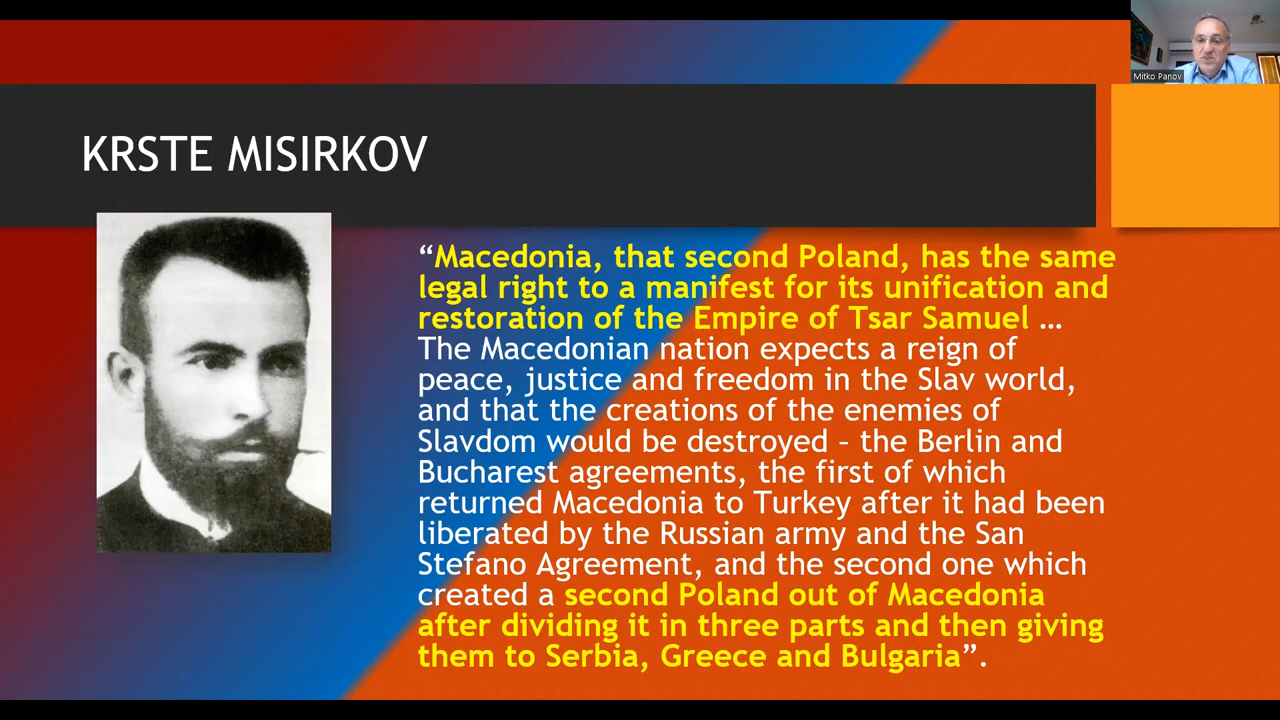 Mitko Panov
KRSTE MISIRKOV
“Macedonia, that second Poland, has the same
legal right to a manifest for its unification and
restoration of the Empire of Tsar Samuel …
The Macedonian nation expects a reign of
peace, justice and freedom in the Slav world,
and that the creations of the enemies of
Slavdom would be destroyed – the Berlin and
Bucharest agreements, the first of which
returned Macedonia to Turkey after it had been
liberated by the Russian army and the San
Stefano Agreement, and the second one which
created a second Poland out of Macedonia
after dividing it in three parts and then giving
them to Serbia, Greece and Bulgaria”.